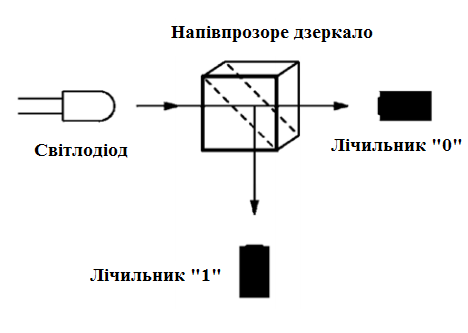 Напівпрозоре дзеркало
Світлодіод
Лічильник "0"
Лічильник "1"